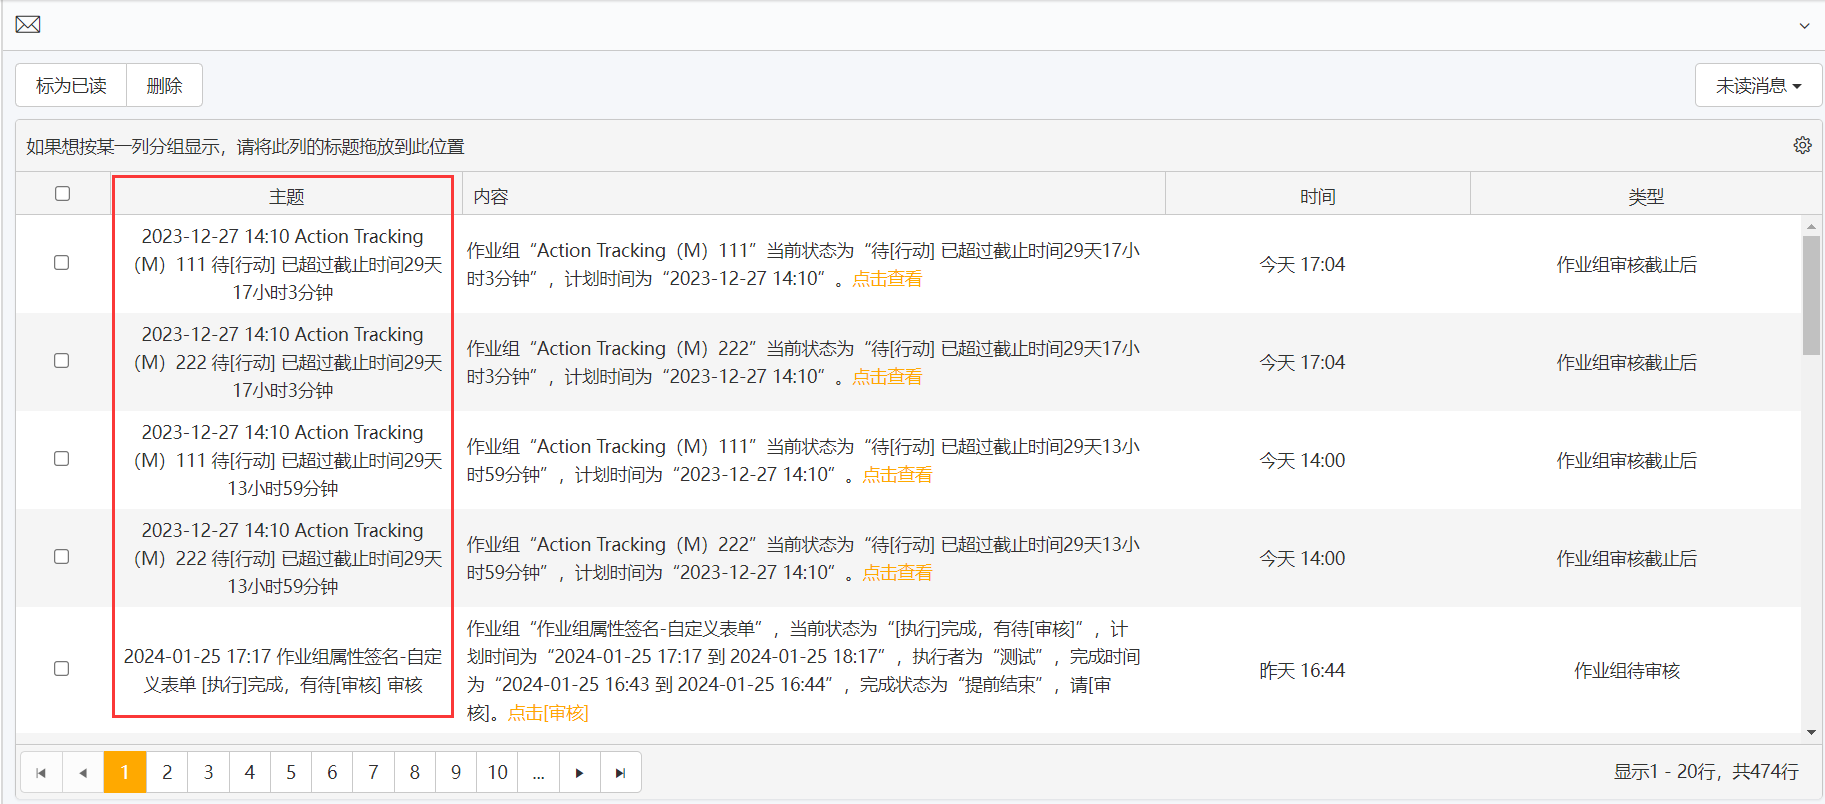 标为已读 删除 未读消息
如果想按某一列分组显示，请将此列的标题拖放到此位置
主题 内容 时间 类型
2023-12-27 14:10 Action Tracking
（M）111 待[行动] 已超过截止时间29天
17小时3分钟
作业组“Action Tracking（M）111”当前状态为“待[行动] 已超过截止时间29天17小
时3分钟”，计划时间为“2023-12-27 14:10”。点击查看
今天 17:04
作业组审核截止后
2023-12-27 14:10 Action Tracking
（M）222 待[行动] 已超过截止时间29天
17小时3分钟
作业组“Action Tracking（M）222”当前状态为“待[行动] 已超过截止时间29天17小
时3分钟”，计划时间为“2023-12-27 14:10”。点击查看
今天 17:04
作业组审核截止后
2023-12-27 14:10 Action Tracking
（M）111 待[行动] 已超过截止时间29天
13小时59分钟
作业组“Action Tracking（M）111”当前状态为“待[行动] 已超过截止时间29天13小
时59分钟”，计划时间为“2023-12-27 14:10”。点击查看
今天 14:00
作业组审核截止后
2023-12-27 14:10 Action Tracking
（M）222 待[行动] 已超过截止时间29天
13小时59分钟
作业组“Action Tracking（M）222”当前状态为“待[行动] 已超过截止时间29天13小
时59分钟”，计划时间为“2023-12-27 14:10”。点击查看
今天 14:00
作业组审核截止后
2024-01-25 17:17 作业组属性签名-自定
义表单 [执行]完成，有待[审核] 审核
作业组“作业组属性签名-自定义表单”，当前状态为“[执行]完成，有待[审核]”，计
划时间为“2024-01-25 17:17 到 2024-01-25 18:17”，执行者为“测试”，完成时间
为“2024-01-25 16:43 到 2024-01-25 16:44”，完成状态为“提前结束”，请[审
核]。点击[审核]
昨天 16:44
作业组待审核
1 2 3 4 5 6 7 8 9 10 ... 显示1 - 20行，共474行